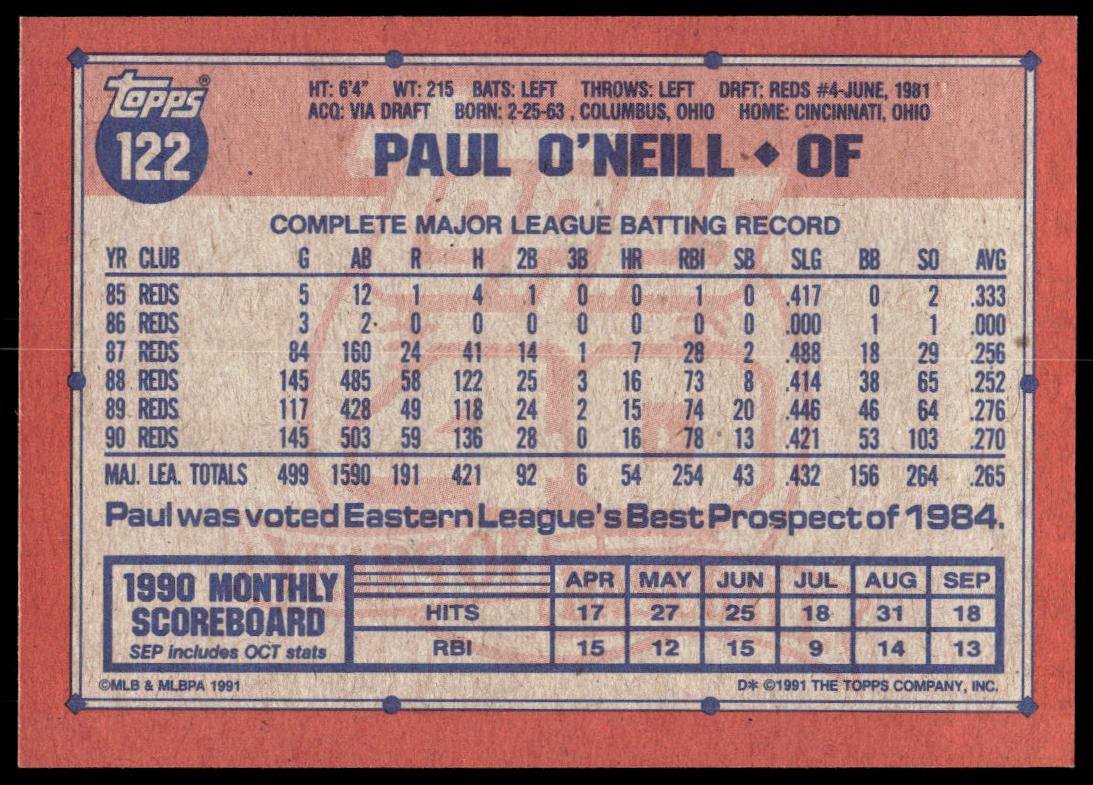 topps®
122
HT: 6'4" WT: 215 BATS: LEFT THROWS: LEFT DRFT: REDS #4-JUNE, 1981
ACQ: VIA DRAFT BORN: 2-25-63 , COLUMBUS, OHIO HOME: CINCINNATI, OHIO
PAUL O'NEILL ◆ OF
COMPLETE MAJOR LEAGUE BATTING RECORD
YR CLUB G AB R H 2B 3B HR RBI SB SLG BB SO AVG
85 REDS 5 12 1 4 1 0 0 1 0 .417 0 2 .333
86 REDS 3 2 0 0 0 0 0 0 0 .000 1 1 .000
87 REDS 84 160 24 41 14 1 7 28 2 .488 18 29 .256
88 REDS 145 485 58 122 25 3 16 73 8 .414 38 65 .252
89 REDS 117 428 49 118 24 2 15 74 20 .446 46 64 .276
90 REDS 145 503 59 136 28 0 16 78 13 .421 53 103 .270
MAJ. LEA. TOTALS 499 1590 191 421 92 6 54 254 43 .432 156 264 .265
Paul was voted Eastern League's Best Prospect of 1984.
1990 MONTHLY
SCOREBOARD
SEP includes OCT stats
APR MAY JUN JUL AUG SEP
HITS 17 27 25 18 31 18
RBI 15 12 15 9 14 13
©MLB & MLBPA 1991
D* ©1991 THE TOPPS COMPANY, INC.